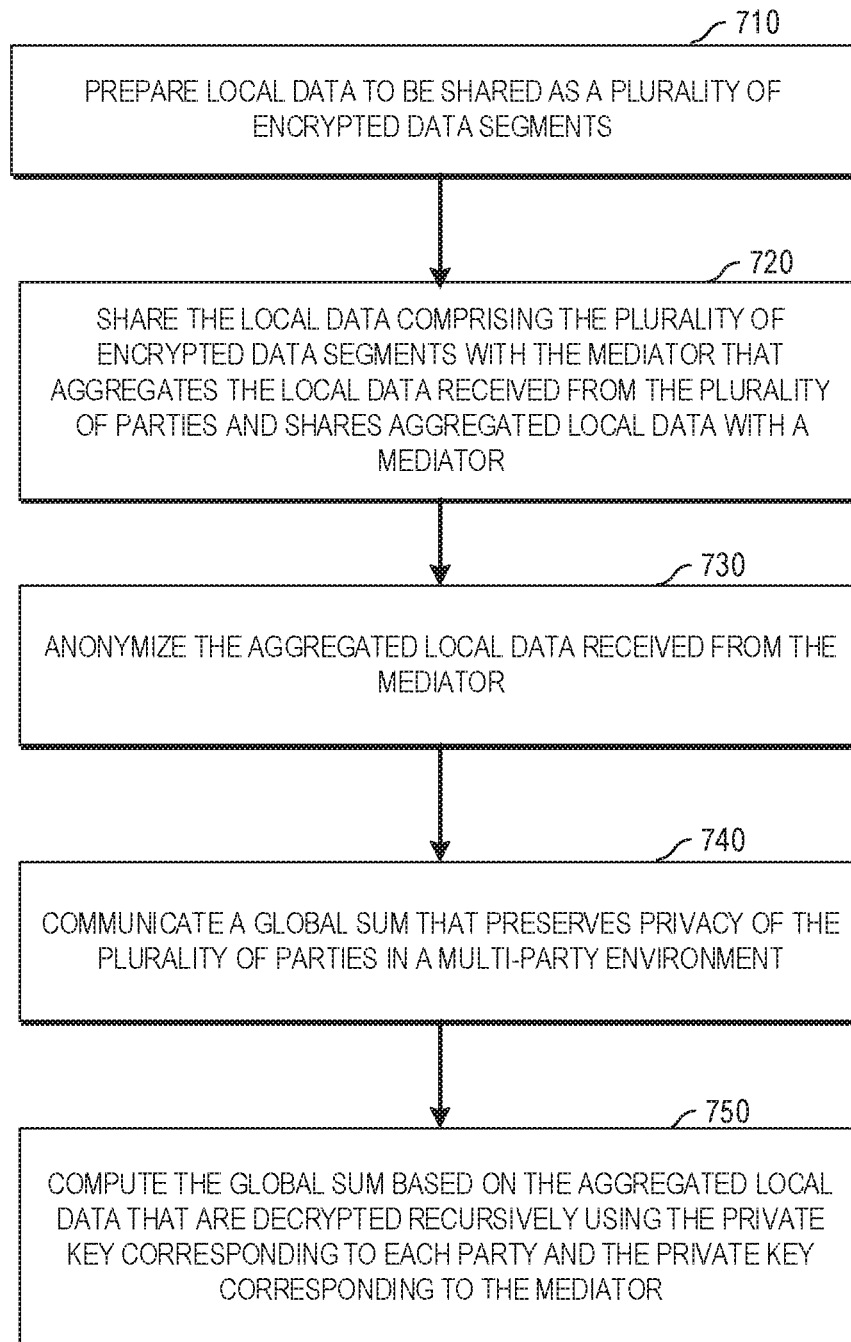 710
PREPARE LOCAL DATA TO BE SHARED AS A PLURALITY OF
ENCRYPTED DATA SEGMENTS
720
SHARE THE LOCAL DATA COMPRISING THE PLURALITY OF
ENCRYPTED DATA SEGMENTS WITH THE MEDIATOR THAT
AGGREGATES THE LOCAL DATA RECEIVED FROM THE PLURALITY
OF PARTIES AND SHARES AGGREGATED LOCAL DATA WITH A
MEDIATOR
730
ANONYMIZE THE AGGREGATED LOCAL DATA RECEIVED FROM THE
MEDIATOR
740
COMMUNICATE A GLOBAL SUM THAT PRESERVES PRIVACY OF THE
PLURALITY OF PARTIES IN A MULTI-PARTY ENVIRONMENT
750
COMPUTE THE GLOBAL SUM BASED ON THE AGGREGATED LOCAL
DATA THAT ARE DECRYPTED RECURSIVELY USING THE PRIVATE
KEY CORRESPONDING TO EACH PARTY AND THE PRIVATE KEY
CORRESPONDING TO THE MEDIATOR